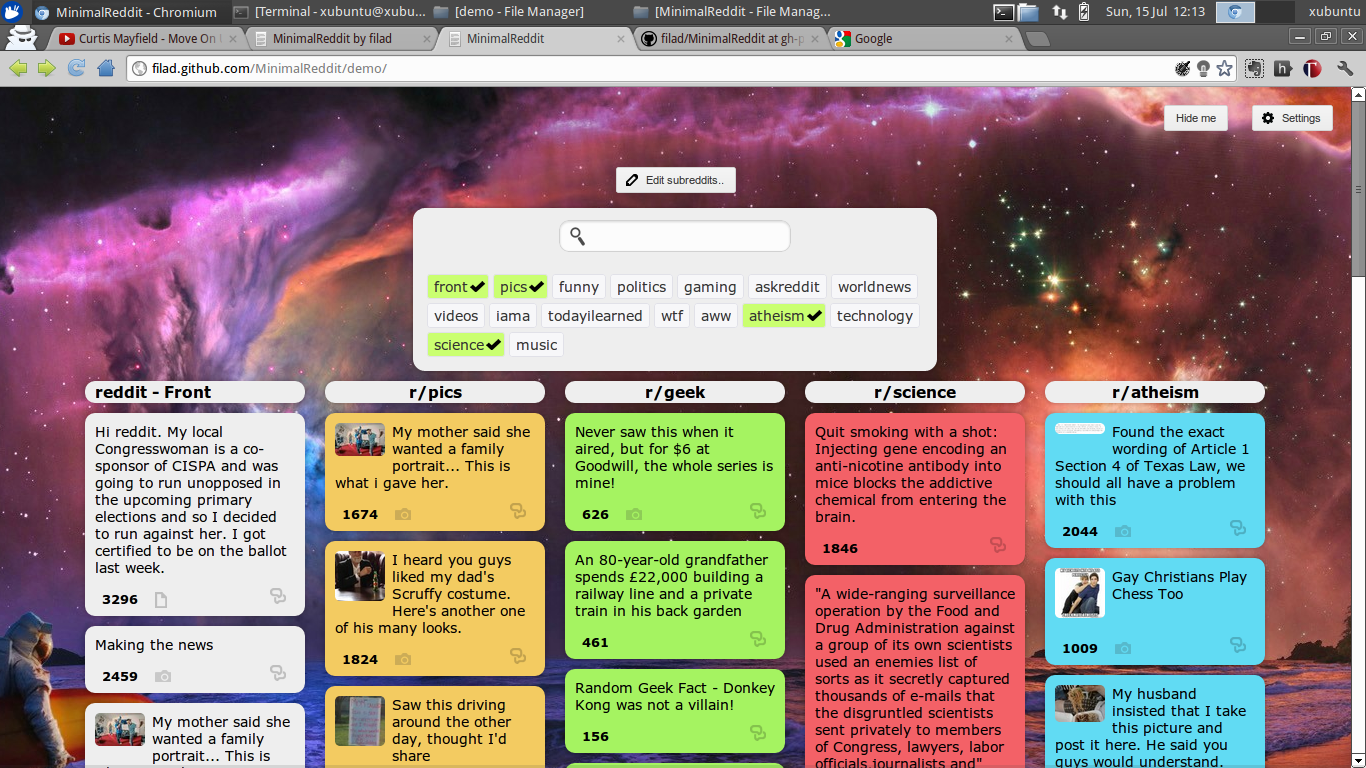 MinimalReddit - Chromium
[Terminal - xubuntu@xubu...
[demo - File Manager]
[MinimalReddit - File Manag...
Sun, 15 Jul 12:13
xubuntu
Curtis Mayfield - Move On
MinimalReddit by filad
MinimalReddit
filad/MinimalReddit at gh-p
Google
filad.github.com/MinimalReddit/demo/
Hide me
Settings
Edit subreddits..
front pics funny politics gaming askreddit worldnews
videos iama todayilearned wtf aww atheism technology
science music
reddit - Front
Hi reddit. My local
Congresswoman is a co-
sponsor of CISPA and was
going to run unopposed in
the upcoming primary
elections and so I decided
to run against her. I got
certified to be on the ballot
last week.
3296
Making the news
2459
My mother said she
wanted a family
portrait... This is
r/pics
My mother said she
wanted a family
portrait... This is
what i gave her.
1674
I heard you guys
liked my dad's
Scruffy costume.
Here's another one
of his many looks.
1824
Saw this driving
around the other
day, thought I'd
share
r/geek
Never saw this when it
aired, but for $6 at
Goodwill, the whole series is
mine!
626
An 80-year-old grandfather
spends £22,000 building a
railway line and a private
train in his back garden
461
Random Geek Fact - Donkey
Kong was not a villain!
156
r/science
Quit smoking with a shot:
Injecting gene encoding an
anti-nicotine antibody into
mice blocks the addictive
chemical from entering the
brain.
1846
"A wide-ranging surveillance
operation by the Food and
Drug Administration against
a group of its own scientists
used an enemies list of
sorts as it secretly captured
thousands of e-mails that
the disgruntled scientists
sent privately to members
of Congress, lawyers, labor
officials,journalists and"
r/atheism
Found the exact
wording of Article 1
Section 4 of Texas Law, we
should all have a problem
with this
2044
Gay Christians Play
Chess Too
1009
My husband
insisted that I take
this picture and
post it here. He said you
guys would understand.